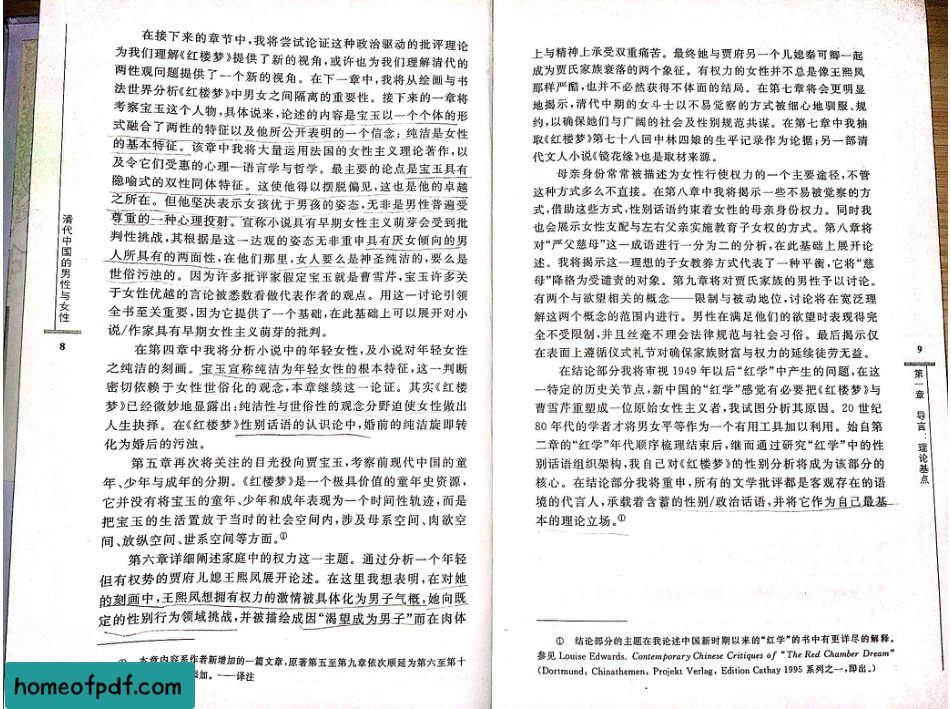 在接下来的章节中，我将尝试论证这种政治驱动的批评理论
为我们理解《红楼梦》提供了新的视角，或许也为我们理解清代的
两性观问题提供了一个新的视角。在下一章中，我将从绘画与书
法世界分析《红楼梦》中男女之间隔离的重要性。接下来的一章将
考察宝玉这个人物，具体说来，论述的内容是宝玉以一个个体的形
式融合了两性的特征以及他所公开表明的一个信念：纯洁是女性
的基本特征。该章中我将大量运用法国的女性主义理论著作，以
及令它们受惠的心理—语言学与哲学。最主要的论点是宝玉具有
隐喻式的双性同体特征。这使他得以摆脱偏见，这也是他的卓越
之所在。但他坚决表示女孩优于男孩的姿态，无非是男性普遍受
尊重的一种心理投射。宣称小说具有早期女性主义萌芽会受到批
判性挑战，其根据是这一达观的姿态无非重申具有厌女倾向的男
人所具有的两面性，在他们那里，女人要么是神圣纯洁的，要么是
世俗污浊的。因为许多批评家假定宝玉就是曹雪芹，宝玉许多关
于女性优越的言论被悉数看做代表作者的观点。用这一讨论引领
全书至关重要，因为它提供了一个基础，在此基础上可以展开对小
说/作家具有早期女性主义萌芽的批判。
在第四章中我将分析小说中的年轻女性，及小说对年轻女性
之纯洁的刻画。宝玉宣称纯洁为年轻女性的根本特征，这一判断
密切依赖于女性世俗化的观念，本章继续这一论证。其实《红楼
梦》已经微妙地显露出：纯洁性与世俗性的观念分野迫使女性做出
人生抉择。在《红楼梦》性别话语的认识论中，婚前的纯洁旋即转
化为婚后的污浊。
第五章再次将关注的目光投向贾宝玉，考察前现代中国的童
年、少年与成年的分期。《红楼梦》是一个极具价值的童年史资源，
它并没有将宝玉的童年、少年和成年表现为一个时间性轨迹，而是
把宝玉的生活置放于当时的社会空间内，涉及母系空间、肉欲空
间、放纵空间、世系空间等方面。①
第六章详细阐述家庭中的权力这一主题。通过分析一个年轻
但有权势的贾府儿媳王熙凤展开论述。在这里我想表明，在对她
的刻画中，王熙凤想拥有权力的激情被具体化为男子气概，她向既
定的性别行为领域挑战，并被描绘成因“渴望成为男子”而在肉体
① 本章内容系作者新增加的一篇文章，原著第五至第九章依次顺延为第六至第十
添加。——译注
清代中国的男性与女性
8
homeofpdf.com
上与精神上承受双重痛苦。最终她与贾府另一个儿媳秦可卿一起
成为贾氏家族衰落的两个象征。有权力的女性并不总是像王熙凤
那样严酷，也并不必然获得不体面的结局。在第七章将会更明显
地揭示，清代中期的女斗士以不易觉察的方式被细心地驯服、规
约，以确保她们与广阔的社会及性别规范共谋。在第七章中我抽
取《红楼梦》第七十八回中林四娘的生平记录作为论据；另一部清
代文人小说《镜花缘》也是取材来源。
母亲身份常常被描述为女性行使权力的一个主要途径，不管
这种方式多么不直接。在第八章中我将揭示一些不易被觉察的方
式，借助这些方式，性别话语约束着女性的母亲身份权力。同时我
也会展示女性支配与左右父亲实施教育子女权的方式。第八章将
对“严父慈母”这一成语进行一分为二的分析，在此基础上展开论
述。我将揭示这一理想的子女教养方式代表了一种平衡，它将“慈
母”降格为受谴责的对象。第九章将对贾氏家族的男性予以讨论。
有两个与欲望相关的概念——限制与被动地位，讨论将在宽泛理
解这两个概念的范围内进行。男性在满足他们的欲望时表现得完
全不受限制，并且丝毫不理会法律规范与社会习俗。最后揭示仅
在表面上遵循仪式礼节对确保家族财富与权力的延续徒劳无益。
在结论部分我将审视 1949 年以后“红学”中产生的问题，在这
一特定的历史关节点，新中国的“红学”感觉有必要把《红楼梦》与
曹雪芹重塑成一位原始女性主义者，我试图分析其原因。20 世纪
80 年代的学者才将男女平等作为一个有用工具加以利用。始自第
二章的“红学”年代顺序梳理结束后，继而通过研究“红学”中的性
别话语组织架构，我自己对《红楼梦》的性别分析将成为该部分的
核心。在结论部分我将重申，所有的文学批评都是客观存在的语
境的代言人，承载着含蓄的性别/政治话语，并将它作为自己最基
本的理论立场。①
① 结论部分的主题在我论述中国新时期以来的“红学”的书中有更详尽的解释。
参见 Louise Edwards. Contemporary Chinese Critiques of “The Red Chamber Dream”
(Dortmund: Chinathemen, Projekt Verlag, Edition Cathay 1995 系列之一，即出。)
9
第一章 导言：理论基点